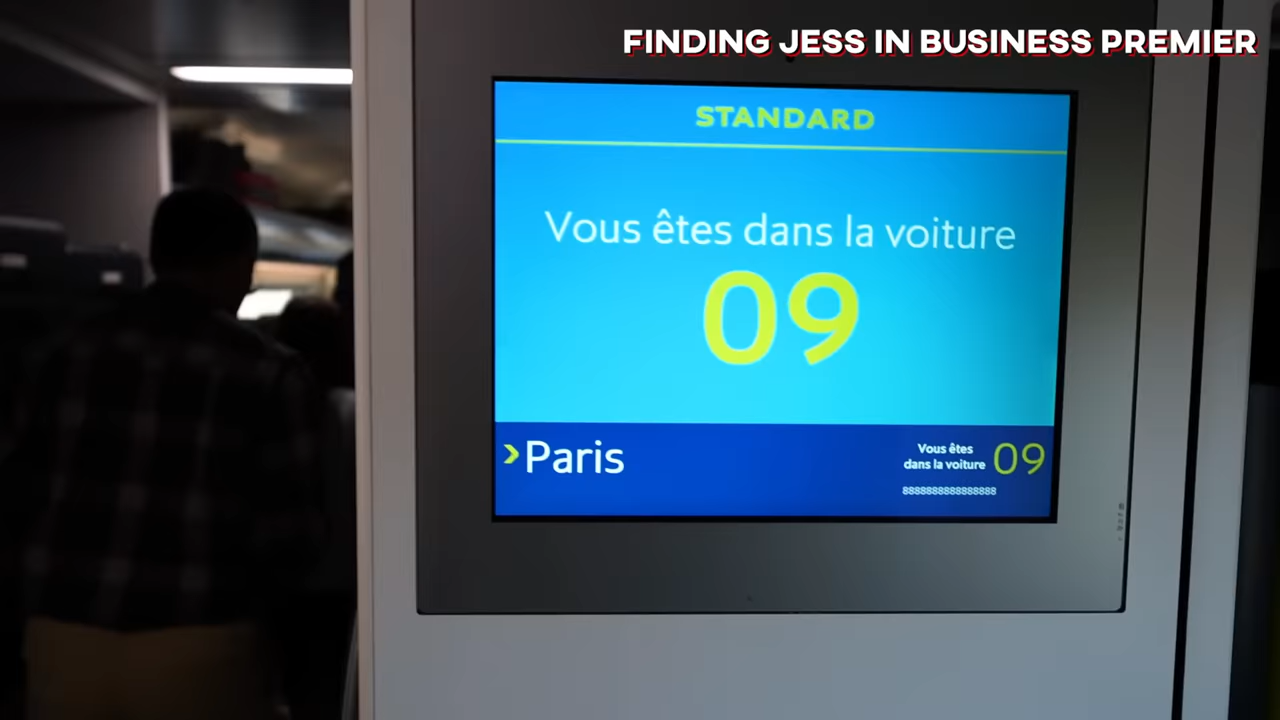 FINDING JESS IN BUSINESS PREMIER
STANDARD
Vous êtes dans la voiture
09
›Paris
Vous êtes
dans la voiture 09
8888888888888888